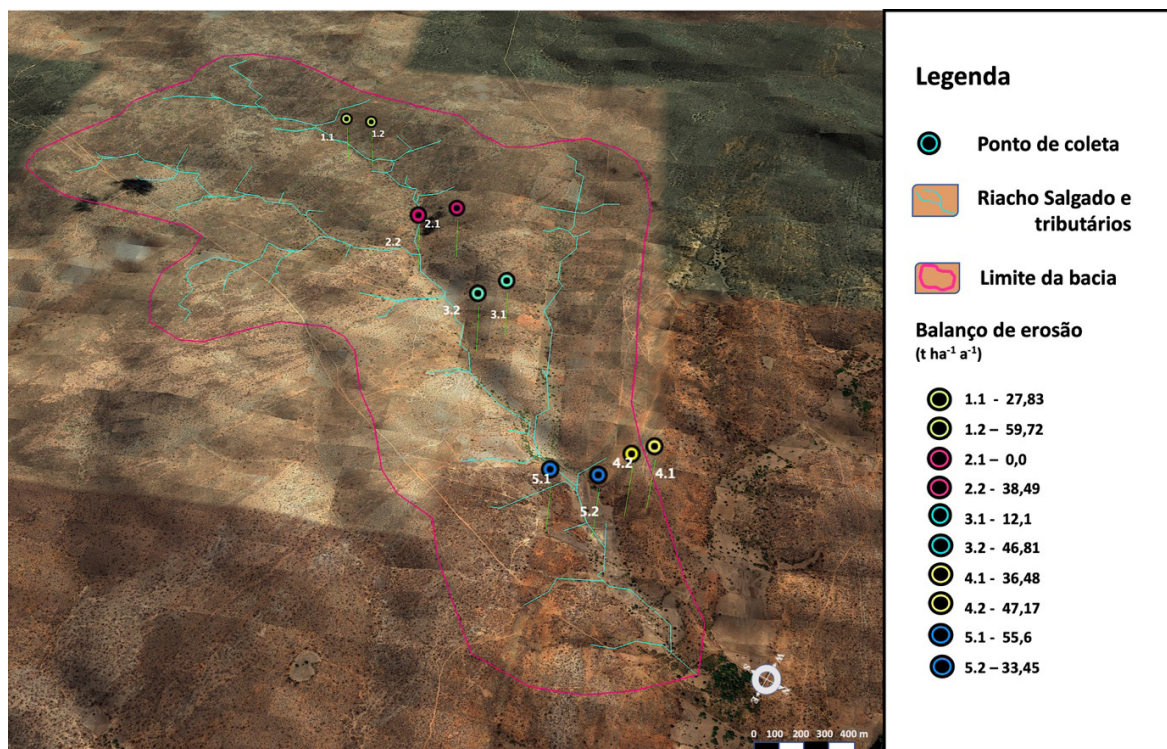 1.1
1.2
2.1
2.2
3.2
3.1
4.2
4.1
5.1
5.2
0 100 200 300 400 m
Legenda
Ponto de coleta
Riacho Salgado e
tributários
Limite da bacia
Balanço de erosão
(t ha⁻¹ a⁻¹)
1.1 - 27,83
1.2 – 59,72
2.1 – 0,0
2.2 - 38,49
3.1 - 12,1
3.2 - 46,81
4.1 - 36,48
4.2 - 47,17
5.1 - 55,6
5.2 – 33,45